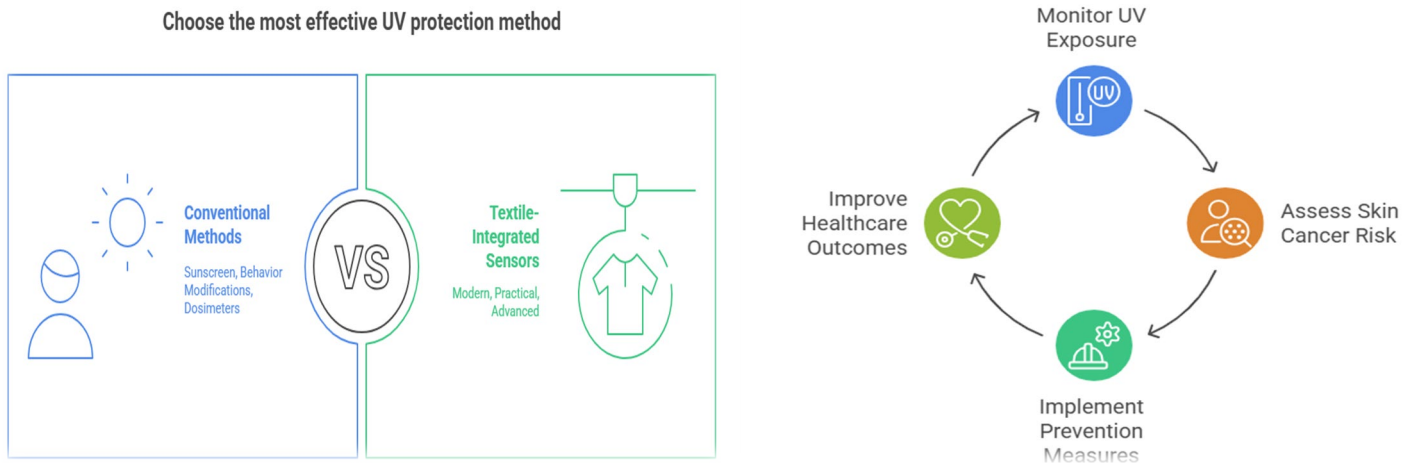 Choose the most effective UV protection method
Conventional
Methods
Sunscreen, Behavior
Modifications,
Dosimeters
VS
Textile-
Integrated
Sensors
Modern, Practical,
Advanced
Monitor UV
Exposure
UV
Assess Skin
Cancer Risk
Implement
Prevention
Measures
Improve
Healthcare
Outcomes